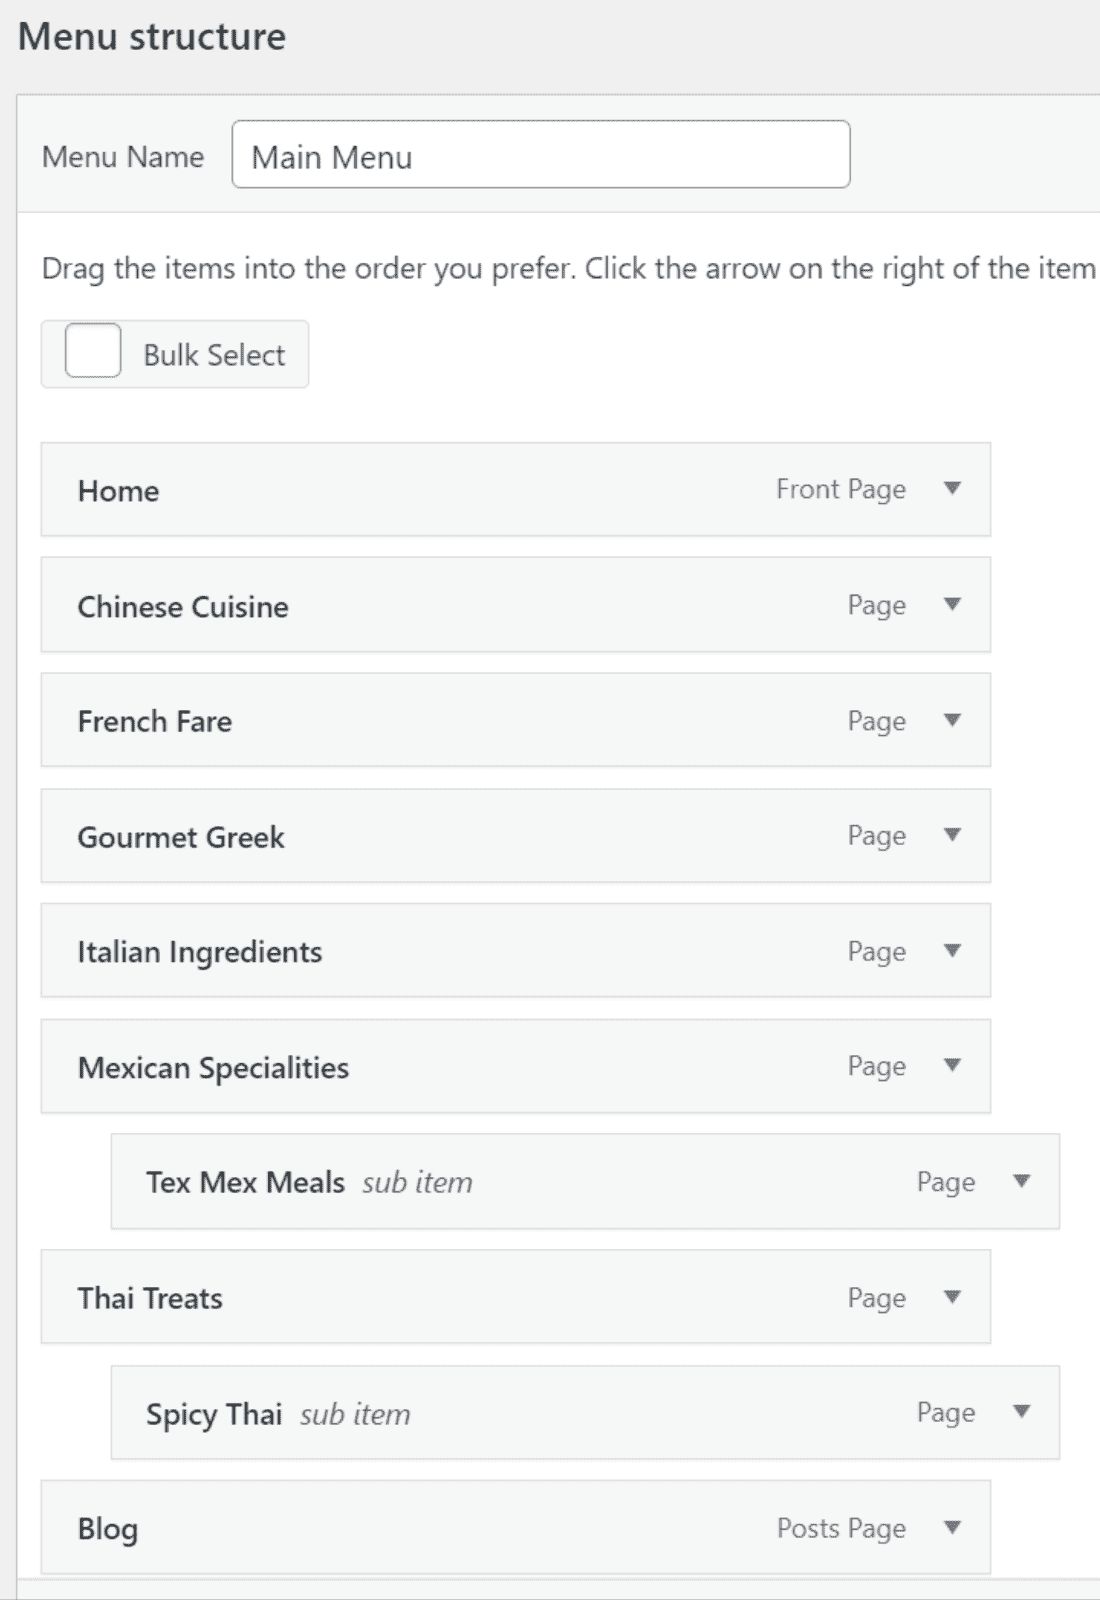 Menu structure
Menu Name Main Menu
Drag the items into the order you prefer. Click the arrow on the right of the item
Bulk Select
Home Front Page
Chinese Cuisine Page
French Fare Page
Gourmet Greek Page
Italian Ingredients Page
Mexican Specialities Page
Tex Mex Meals sub item Page
Thai Treats Page
Spicy Thai sub item Page
Blog Posts Page